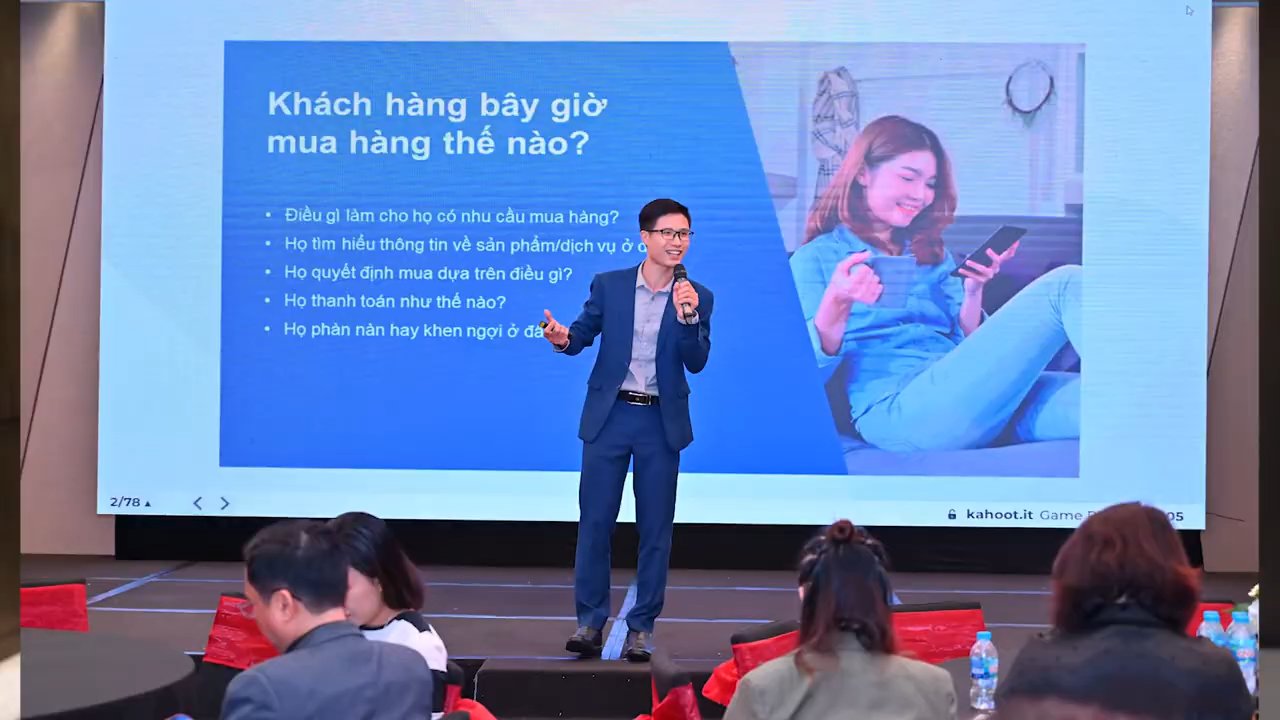 Khách hàng bây giờ
mua hàng thế nào?
• Điều gì làm cho họ có nhu cầu mua hàng?
• Họ tìm hiểu thông tin về sản phẩm/dịch vụ ở
• Họ quyết định mua dựa trên điều gì?
• Họ thanh toán như thế nào?
• Họ phàn nàn hay khen ngợi ở
2/78
kahoot.it Game